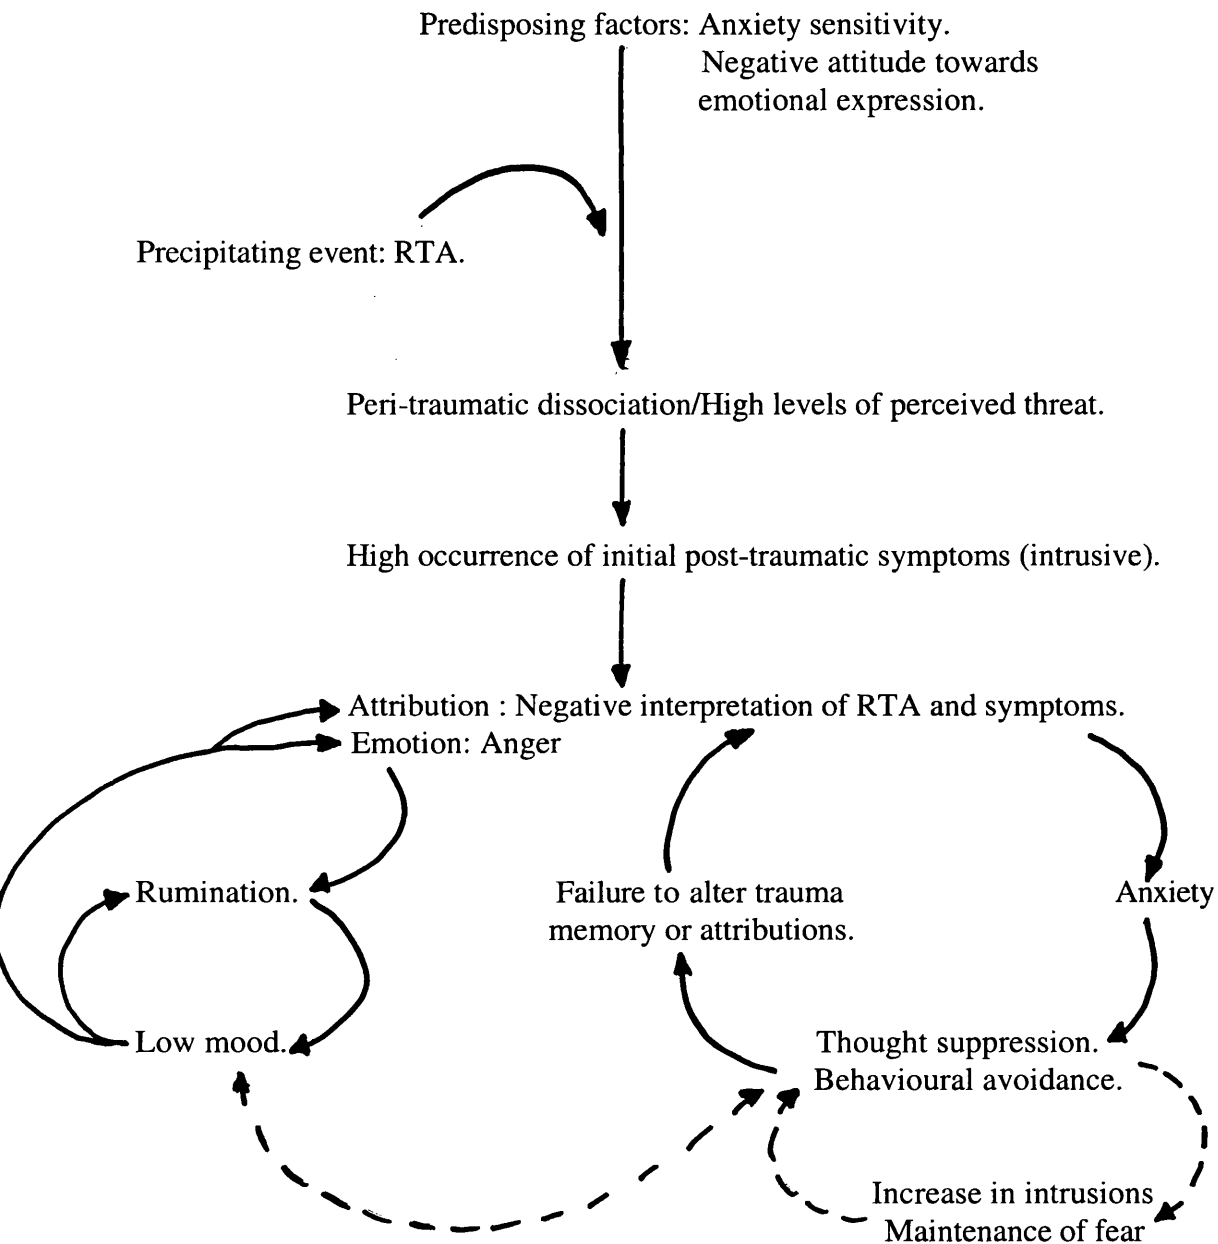 Predisposing factors: Anxiety sensitivity.
Negative attitude towards
emotional expression.
Precipitating event: RTA.
Peri-traumatic dissociation/High levels of perceived threat.
High occurrence of initial post-traumatic symptoms (intrusive).
Attribution : Negative interpretation of RTA and symptoms.
Emotion: Anger
Rumination.
Failure to alter trauma
memory or attributions.
Anxiety
Low mood.
Thought suppression.
Behavioural avoidance.
Increase in intrusions
Maintenance of fear